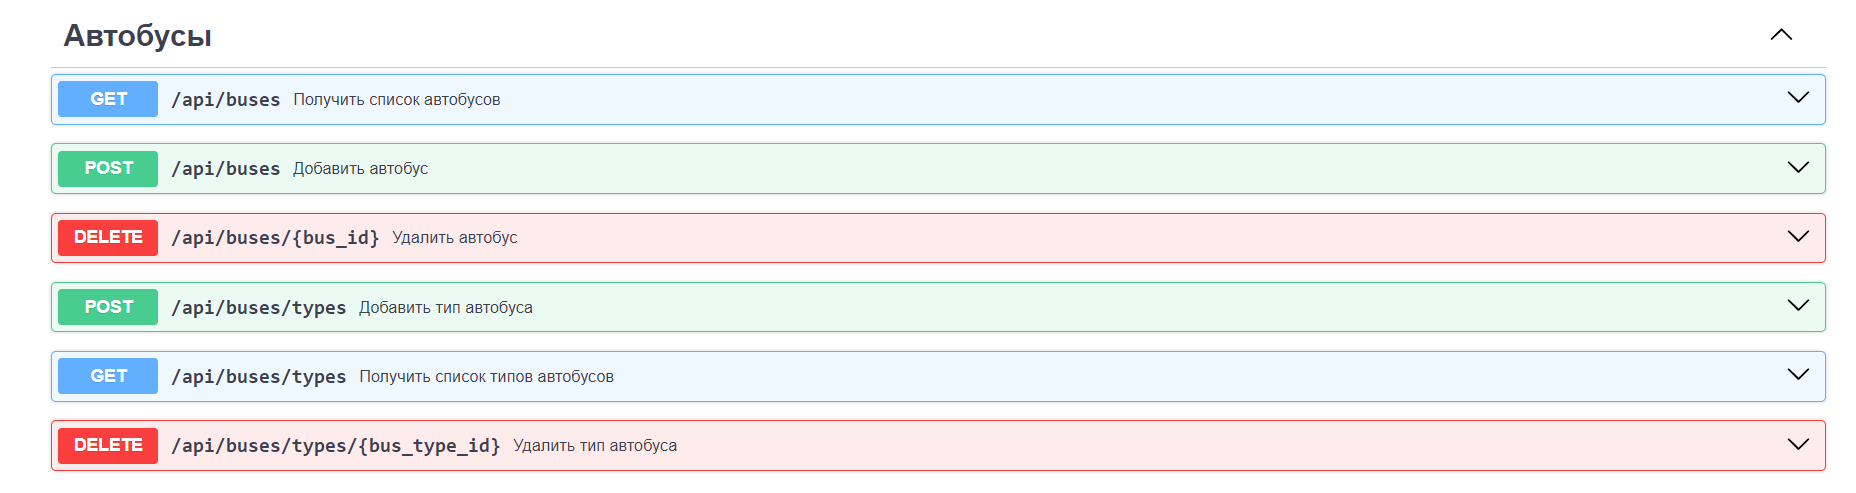 Автобусы
GET /api/buses Получить список автобусов
POST /api/buses Добавить автобус
DELETE /api/buses/{bus_id} Удалить автобус
POST /api/buses/types Добавить тип автобуса
GET /api/buses/types Получить список типов автобусов
DELETE /api/buses/types/{bus_type_id} Удалить тип автобуса